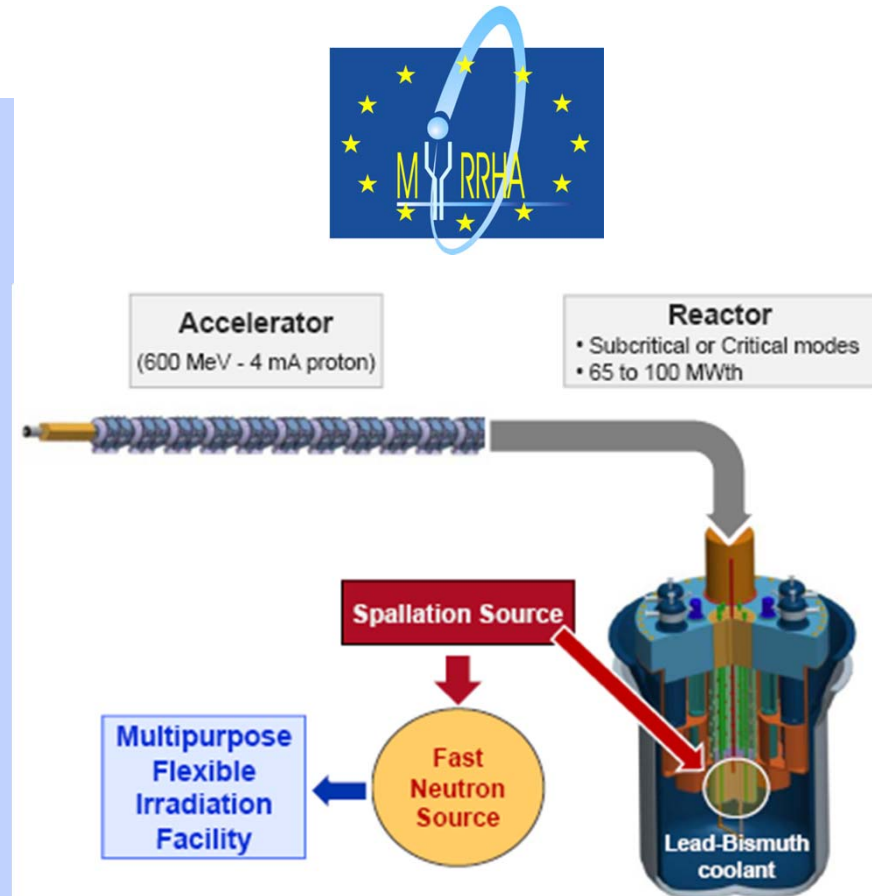 MYRRHA
Accelerator
(600 MeV - 4 mA proton)
Reactor
• Subcritical or Critical modes
• 65 to 100 MWth
Spallation Source
Multipurpose
Flexible
Irradiation
Facility
Fast
Neutron
Source
Lead-Bismuth
coolant